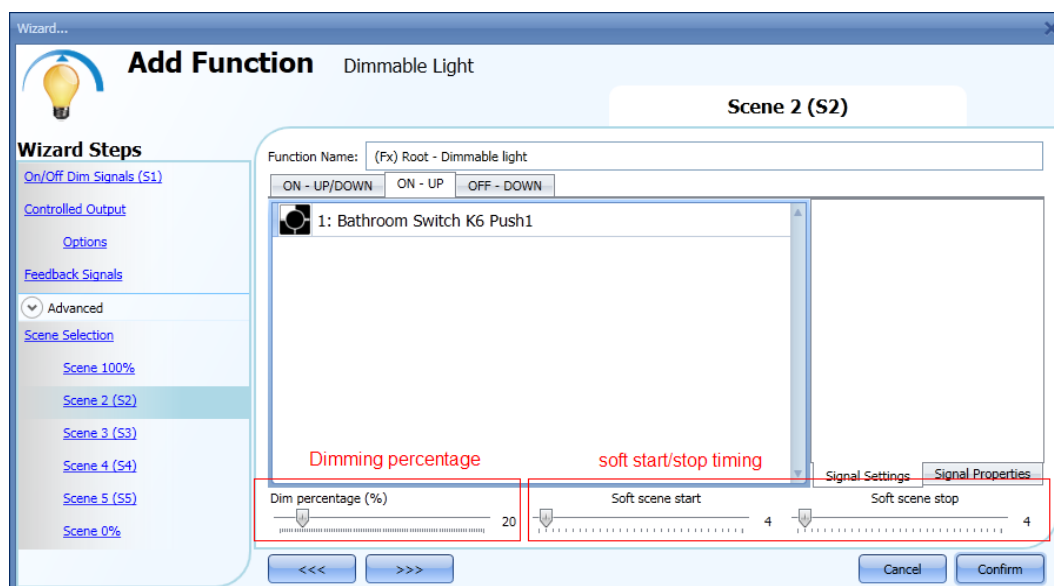 Wizard...
Add Function Dimmable Light
Scene 2 (S2)
Wizard Steps
On/Off Dim Signals (S1)
Controlled Output
Options
Feedback Signals
Advanced
Scene Selection
Scene 100%
Scene 2 (S2)
Scene 3 (S3)
Scene 4 (S4)
Scene 5 (S5)
Scene 0%
Function Name: (Fx) Root - Dimmable light
ON - UP/DOWN ON - UP OFF - DOWN
1: Bathroom Switch K6 Push1
Dimming percentage soft start/stop timing
Signal Settings Signal Properties
Dim percentage (%) Soft scene start Soft scene stop
20 4 4
<<< >>> Cancel Confirm